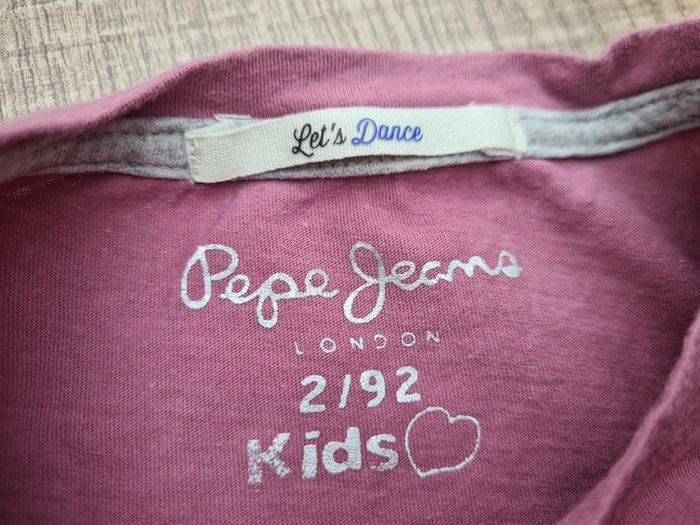 Let's Dance
Pepe Jeans
LONDON
2/92
Kids